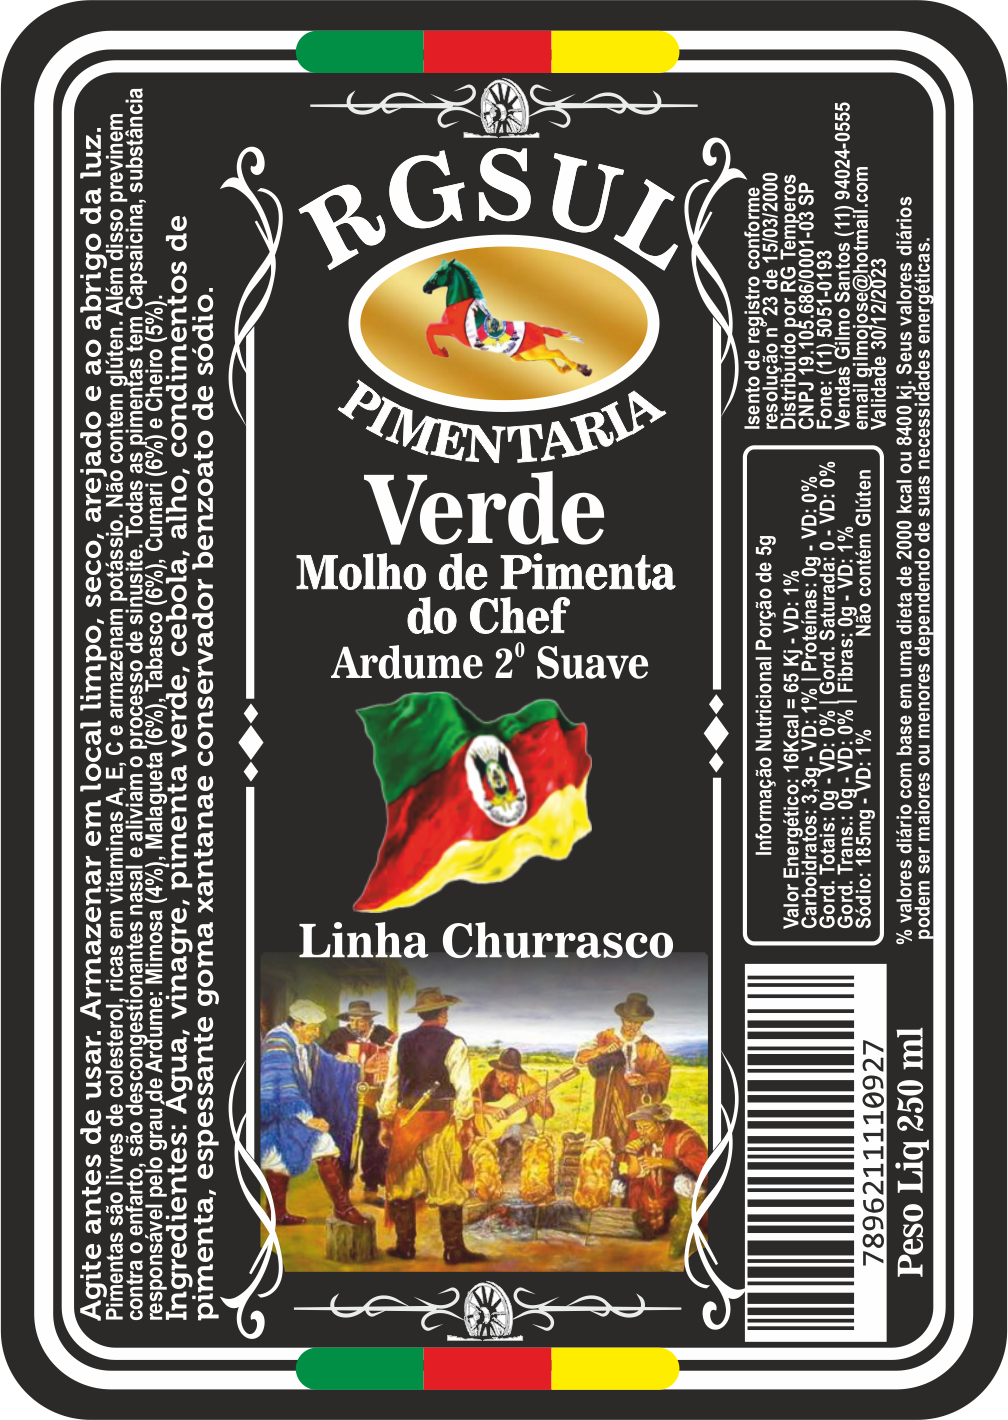 RGSUL
PIMENTARIA
Verde
Molho de Pimenta
do Chef
Ardume 2⁰ Suave
Linha Churrasco
Agite antes de usar. Armazenar em local limpo, seco, arejado e ao abrigo da luz.
Pimentas são livres de colesterol, ricas em vitaminas A, E, C e armazenam potássio. Não contem glúten. Além disso previnem
contra o enfarto, são descongestionantes nasal e aliviam o processo de sinusite. Todas as pimentas tem Capsaicina, substância
responsável pelo grau de Ardume: Mimosa (4%), Malagueta (6%), Tabasco (6%), Cumari (6%) e Cheiro (5%).
Ingredientes: Água, vinagre, pimenta verde, cebola, alho, condimentos de
pimenta, espessante goma xantanae conservador benzoato de sódio.
Isento de registro conforme
resolução n°23 de 15/03/2000
Distribuido por RG Temperos
CNPJ 19.105.686/0001-03 SP
Fone: (11) 5051-0193
Vendas Gilmo Santos (11) 94024-0555
email gilmojose@hotmail.com
Validade 30/12/2023
Informação Nutricional Porção de 5g
Valor Energético: 16Kcal = 65 Kj - VD: 1%
Carboidratos: 3,3g - VD: 1% | Proteínas: 0g - VD: 0%
Gord. Totais: 0g - VD: 0% | Gord. Saturada: 0 - VD: 0%
Gord. Trans.: 0g - VD: 0% | Fibras: 0g - VD: 1%
Sódio: 185mg - VD: 1% Não contém Glúten
% valores diário com base em uma dieta de 2000 kcal ou 8400 kj. Seus valores diários
podem ser maiores ou menores dependendo de suas necessidades energéticas.
7896211110927
Peso Liq 250 ml